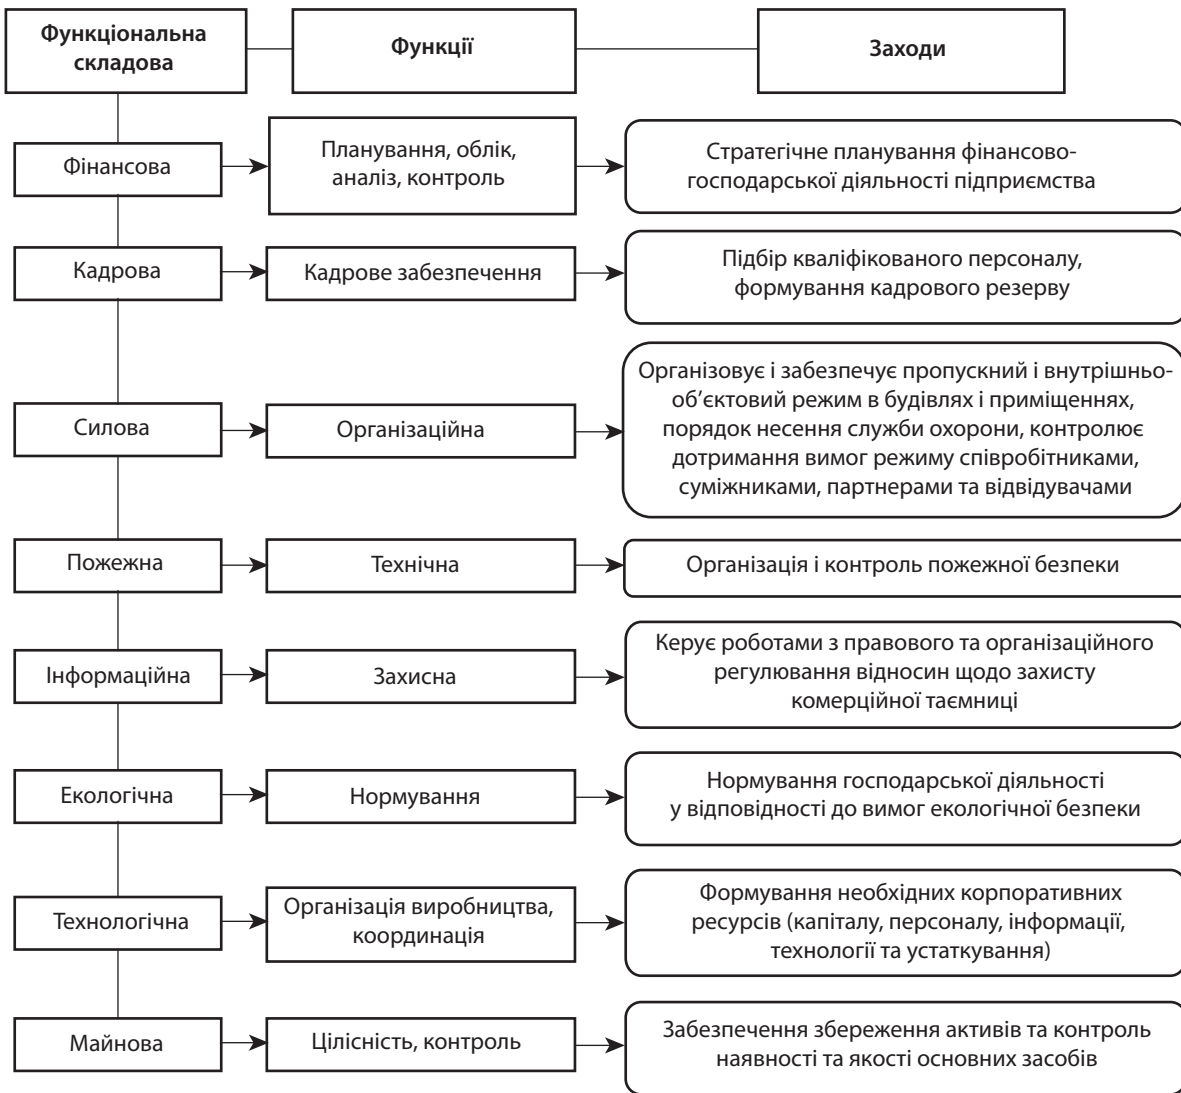 Функціональна
складова
Функції
Заходи
Фінансова
Планування, облік,
аналіз, контроль
Стратегічне планування фінансово-
господарської діяльності підприємства
Кадрова
Кадрове забезпечення
Підбір кваліфікованого персоналу,
формування кадрового резерву
Силова
Організаційна
Організовує і забезпечує пропускний і внутрішньо-
об’єктовий режим в будівлях і приміщеннях,
порядок несення служби охорони, контролює
дотримання вимог режиму співробітниками,
суміжниками, партнерами та відвідувачами
Пожежна
Технічна
Організація і контроль пожежної безпеки
Інформаційна
Захисна
Керує роботами з правового та організаційного
регулювання відносин щодо захисту
комерційної таємниці
Екологічна
Нормування
Нормування господарської діяльності
у відповідності до вимог екологічної безпеки
Технологічна
Організація виробництва,
координація
Формування необхідних корпоративних
ресурсів (капіталу, персоналу, інформації,
технології та устаткування)
Майнова
Цілісність, контроль
Забезпечення збереження активів та контроль
наявності та якості основних засобів